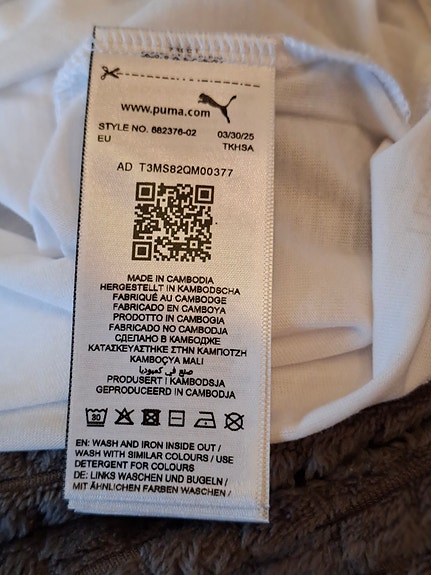 www.puma.com
STYLE NO. 682376-02 03/30/25
EU TKHSA
AD T3MS82QM00377
MADE IN CAMBODIA
HERGESTELLT IN KAMBODSCHA
FABRIQUÉ AU CAMBODGE
FABRICADO EN CAMBOYA
PRODOTTO IN CAMBOGIA
FABRICADO NO CAMBODJA
СДЕЛАНО В КАМБОДЖЕ
ΚΑΤΑΣΚΕΥΑΣΤΗΚΕ ΣΤΗΝ ΚΑΜΠΟΤΖΗ
KAMBOÇYA MALI
صنع في كمبوديا
PRODUSERT I KAMBODSJA
GEPRODUCEERD IN CAMBODJA
30
EN: WASH AND IRON INSIDE OUT /
WASH WITH SIMILAR COLOURS / USE
DETERGENT FOR COLOURS
DE: LINKS WASCHEN UND BUGELN /
MIT ÄHNLICHEN FARBEN WASCHEN /